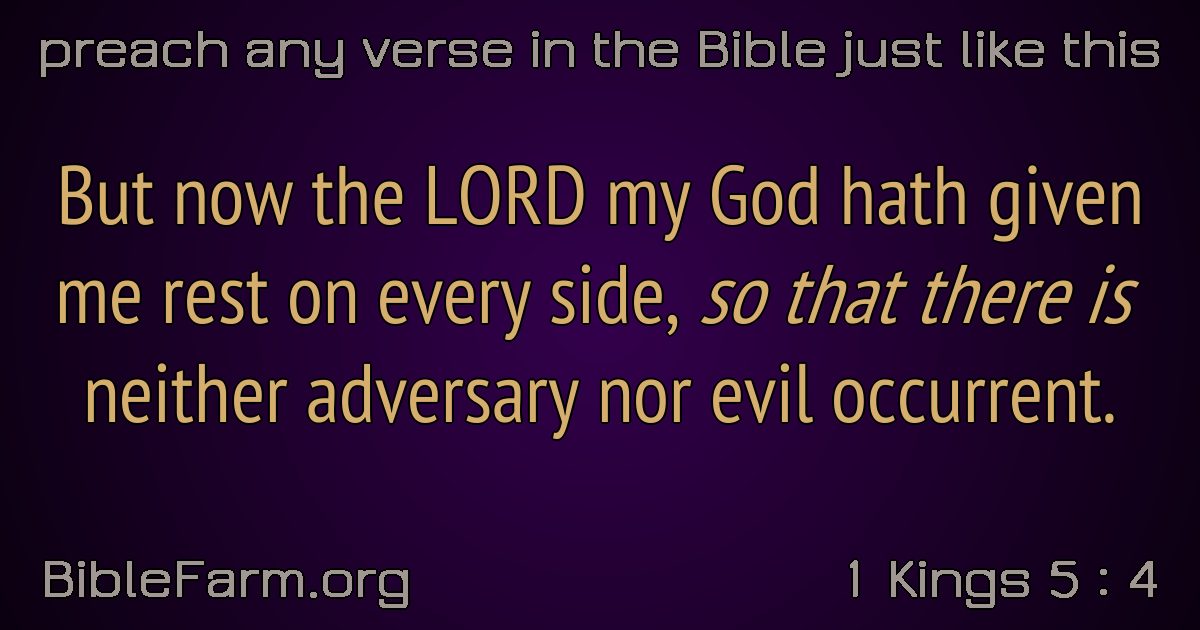 preach any verse in the Bible just like this
But now the LORD my God hath given
me rest on every side, so that there is
neither adversary nor evil occurrent.
BibleFarm.org
1 Kings 5 : 4